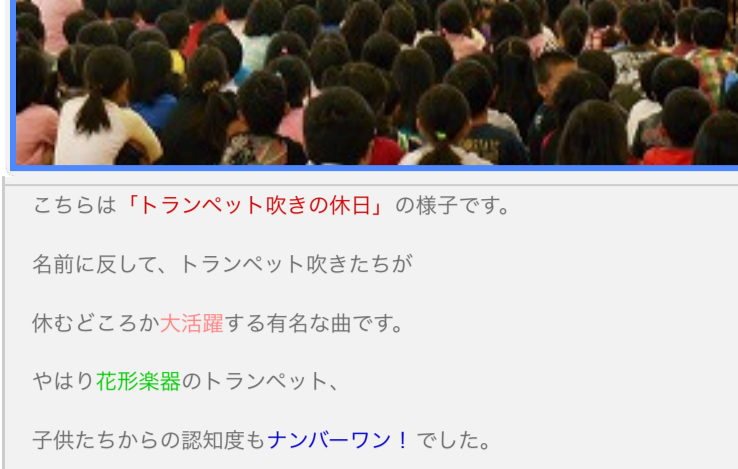 こちらは「トランペット吹きの休日」の様子です。
名前に反して、トランペット吹きたちが
休むどころか大活躍する有名な曲です。
やはり花形楽器のトランペット、
子供たちからの認知度もナンバーワン！でした。